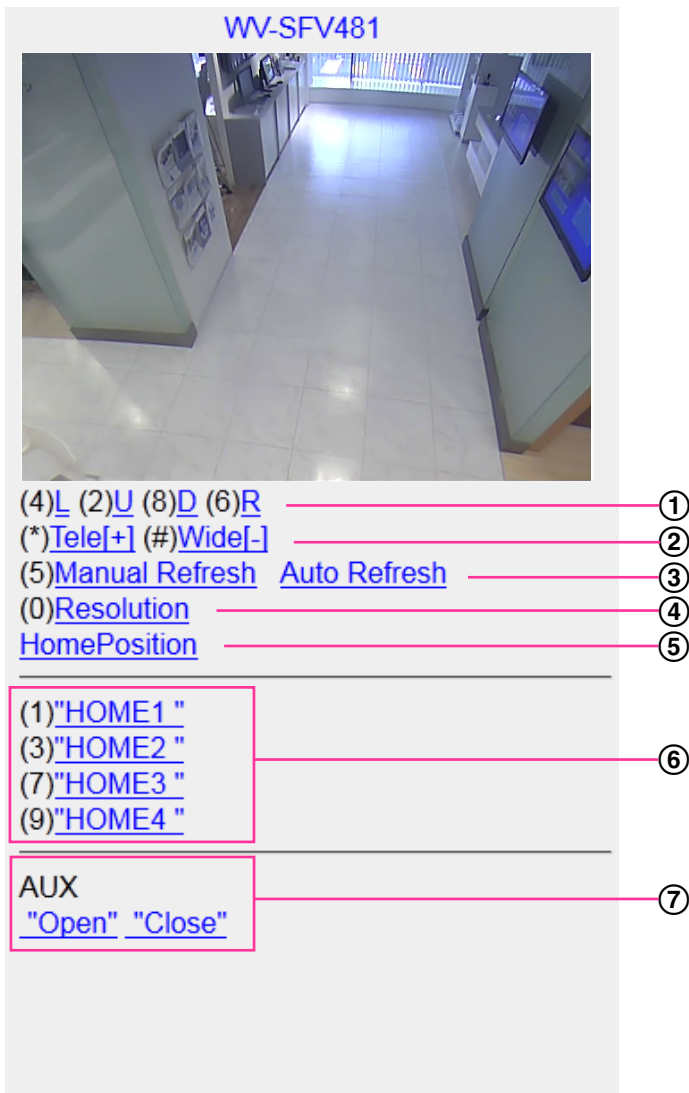 WV-SFV481
(4)L (2)U (8)D (6)R ①
(*)Tele[+] (#)Wide[-] ②
(5)Manual Refresh Auto Refresh ③
(0)Resolution ④
HomePosition ⑤
(1)"HOME1 "
(3)"HOME2 "
⑥
(7)"HOME3 "
(9)"HOME4 "
AUX
⑦
"Open" "Close"